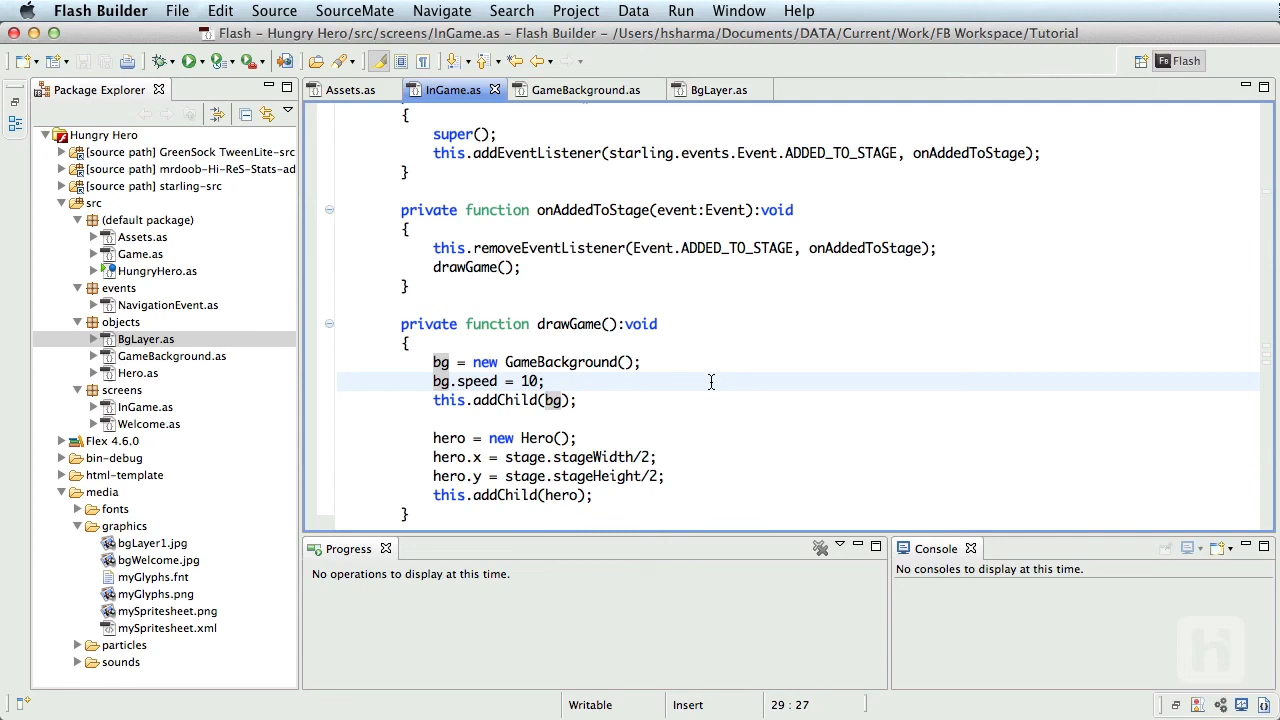 Flash Builder File Edit Source SourceMate Navigate Search Project Data Run Window Help
Flash - Hungry Hero/src/screens/InGame.as - Flash Builder - /Users/hsharma/Documents/DATA/Current/Work/FB Workspace/Tutorial
Flash
Package Explorer
Assets.as InGame.as GameBackground.as BgLayer.as
Hungry Hero
[source path] GreenSock TweenLite-src
[source path] mrdoob-Hi-ReS-Stats-ad
[source path] starling-src
src
(default package)
Assets.as
Game.as
HungryHero.as
events
NavigationEvent.as
objects
BgLayer.as
GameBackground.as
Hero.as
screens
InGame.as
Welcome.as
Flex 4.6.0
bin-debug
html-template
media
fonts
graphics
bgLayer1.jpg
bgWelcome.jpg
myGlyphs.fnt
myGlyphs.png
mySpritesheet.png
mySpritesheet.xml
particles
sounds
{
super();
this.addEventListener(starling.events.Event.ADDED_TO_STAGE, onAddedToStage);
}
private function onAddedToStage(event:Event):void
{
this.removeEventListener(Event.ADDED_TO_STAGE, onAddedToStage);
drawGame();
}
private function drawGame():void
{
bg = new GameBackground();
bg.speed = 10;
this.addChild(bg);
hero = new Hero();
hero.x = stage.stageWidth/2;
hero.y = stage.stageHeight/2;
this.addChild(hero);
}
Progress
No operations to display at this time.
Console
No consoles to display at this time.
Writable Insert 29 : 27